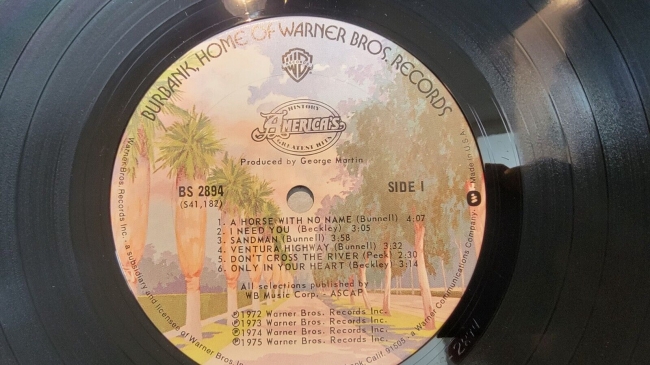 BURBANK, HOME OF WARNER BROS. RECORDS
WB
HISTORY
AMERICA'S
GREATEST HITS
Produced by George Martin
BS 2894
(S41,182)
SIDE 1
1. A HORSE WITH NO NAME (Bunnell) 4:07
2. I NEED YOU (Beckley) 3:05
3. SANDMAN (Bunnell) 3:58
4. VENTURA HIGHWAY (Bunnell) 3:32
5. DON'T CROSS THE RIVER (Peek) 2:30
6. ONLY IN YOUR HEART (Beckley) 3:14
All selections published by
WB Music Corp. - ASCAP
℗1972 Warner Bros. Records Inc.
℗1973 Warner Bros. Records Inc.
℗1974 Warner Bros. Records Inc.
℗1975 Warner Bros. Records Inc.
Warner Bros. Records Inc. - a subsidiary and licensee of Warner Bros. Inc.
Calif. 91505 - a Warner Communications Company. Made in U.S.A.